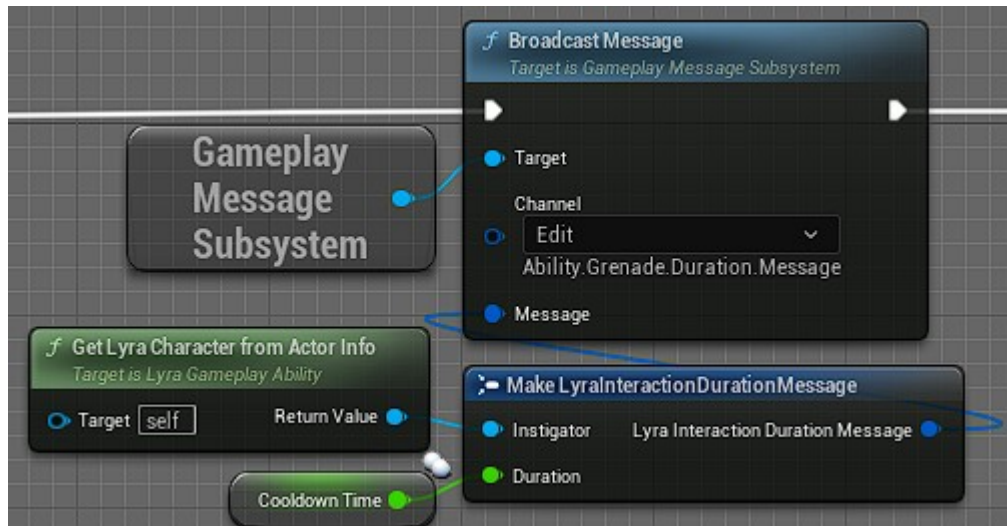 f Broadcast Message
Target is Gameplay Message Subsystem
Gameplay
Message
Subsystem
Target
Channel
Edit
Ability.Grenade.Duration.Message
Message
f Get Lyra Character from Actor Info
Target is Lyra Gameplay Ability
Target self Return Value
Make LyraInteractionDurationMessage
Instigator Lyra Interaction Duration Message
Duration
Cooldown Time